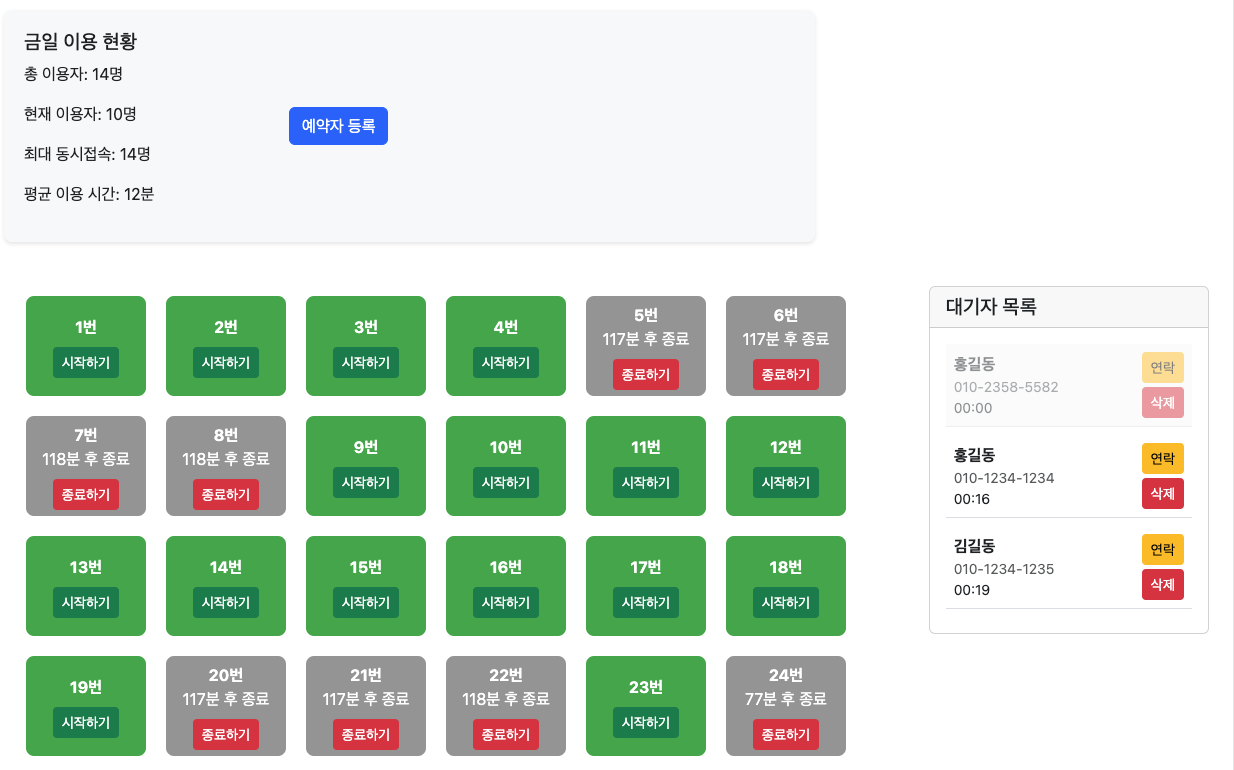 금일 이용 현황
총 이용자: 14명
현재 이용자: 10명
예약자 등록
최대 동시접속: 14명
평균 이용 시간: 12분
1번
시작하기
2번
시작하기
3번
시작하기
4번
시작하기
5번
117분 후 종료
종료하기
6번
117분 후 종료
종료하기
7번
118분 후 종료
종료하기
8번
118분 후 종료
종료하기
9번
시작하기
10번
시작하기
11번
시작하기
12번
시작하기
13번
시작하기
14번
시작하기
15번
시작하기
16번
시작하기
17번
시작하기
18번
시작하기
19번
시작하기
20번
117분 후 종료
종료하기
21번
117분 후 종료
종료하기
22번
118분 후 종료
종료하기
23번
시작하기
24번
77분 후 종료
종료하기
대기자 목록
홍길동
010-2358-5582
00:00
연락
삭제
홍길동
010-1234-1234
00:16
연락
삭제
김길동
010-1234-1235
00:19
연락
삭제